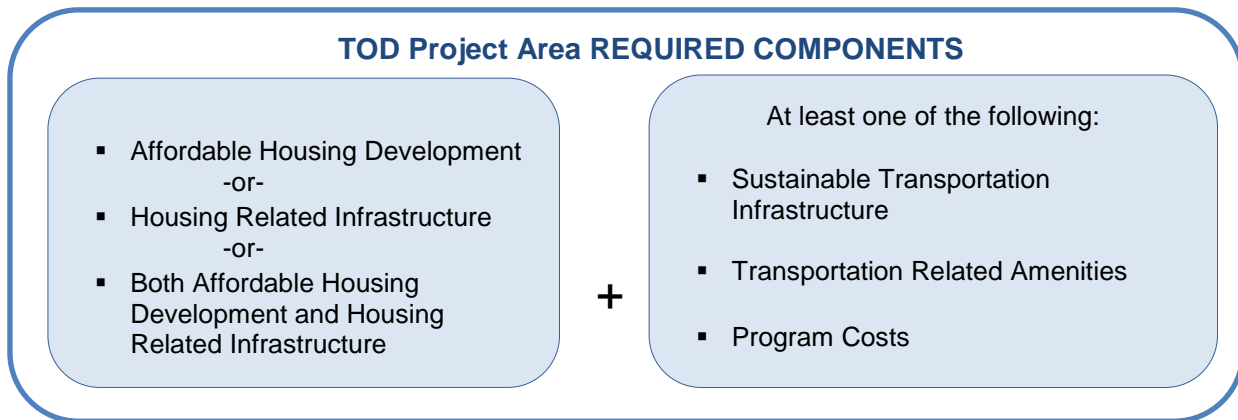 TOD Project Area REQUIRED COMPONENTS
▪ Affordable Housing Development
-or-
▪ Housing Related Infrastructure
-or-
▪ Both Affordable Housing
Development and Housing
Related Infrastructure
+
At least one of the following:
▪ Sustainable Transportation
Infrastructure
▪ Transportation Related Amenities
▪ Program Costs